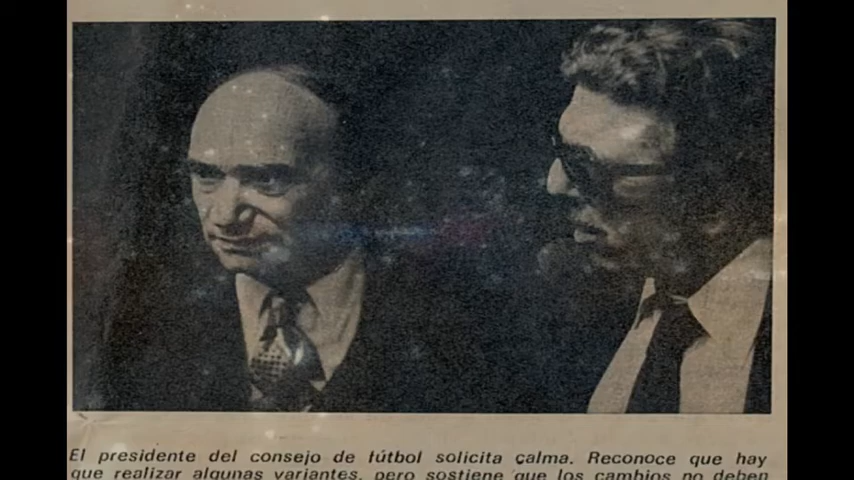 El presidente del consejo de fútbol solicita calma. Reconoce que hay
que realizar algunas variantes, pero sostiene que los cambios no deben